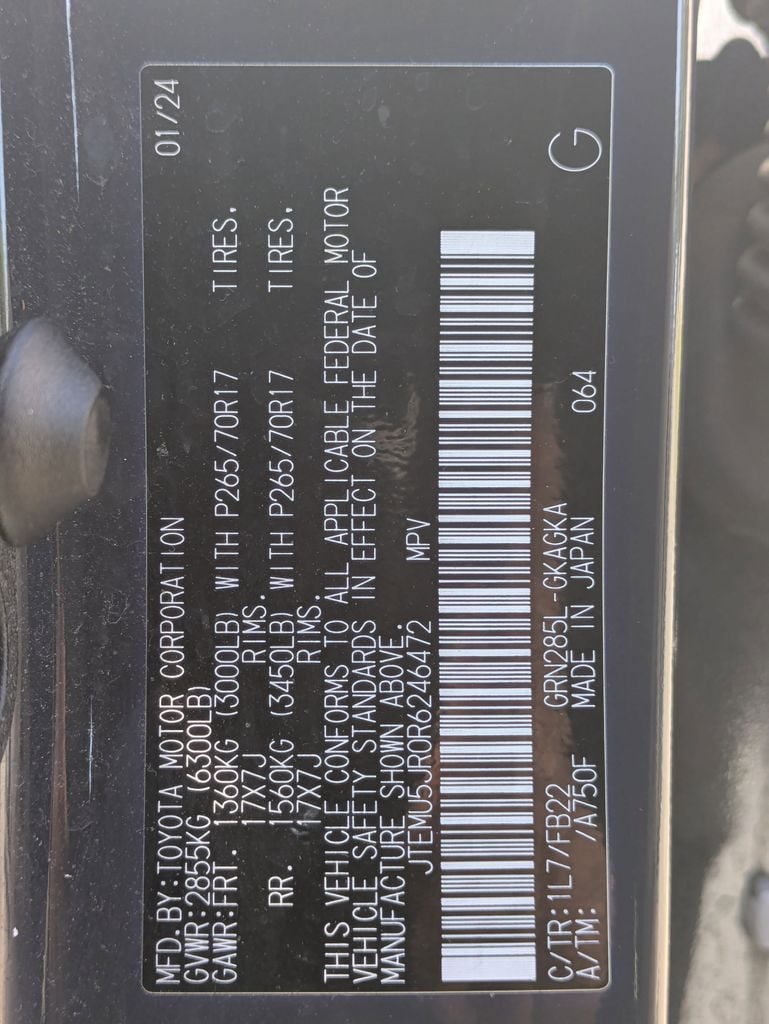 MFD.BY:TOYOTA MOTOR CORPORATION 01/24
GVWR:2855KG (6300LB)
GAWR:FRT. 1360KG (3000LB) WITH P265/70R17 TIRES,
17X7J RIMS.
RR. 1560KG (3450LB) WITH P265/70R17 TIRES,
17X7J RIMS.
THIS VEHICLE CONFORMS TO ALL APPLICABLE FEDERAL MOTOR
VEHICLE SAFETY STANDARDS IN EFFECT ON THE DATE OF
MANUFACTURE SHOWN ABOVE.
JTEMU5JR0R6246472 MPV
C/TR:1L7/FB22 GRN285L-GKAGKA 064
A/TM: /A750F MADE IN JAPAN
G